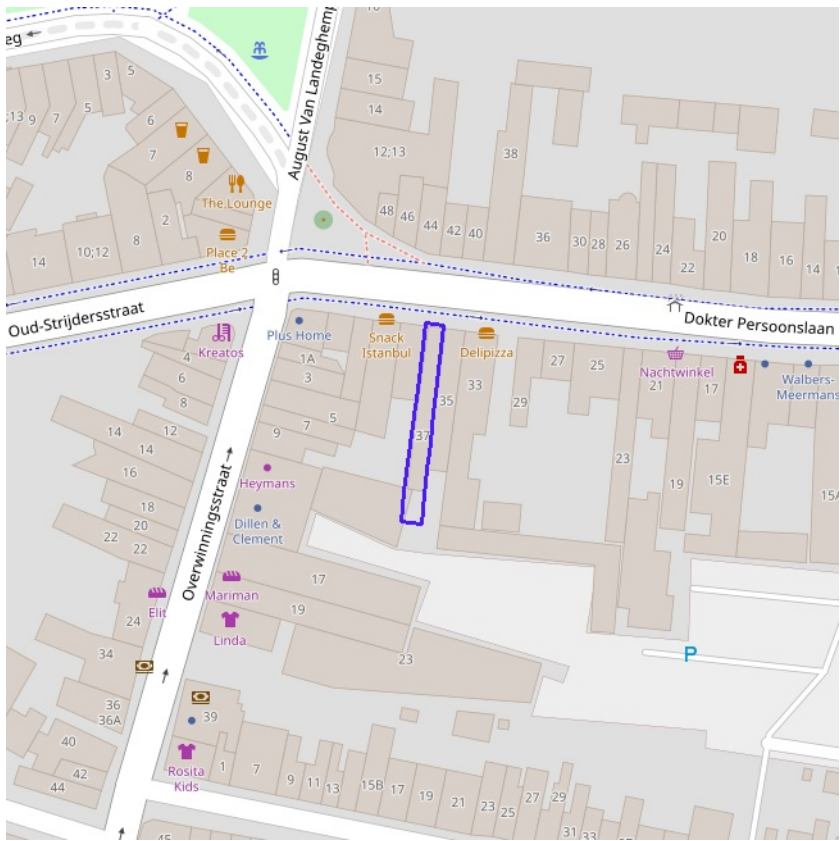 eg
August Van Landeghemp
16
15
14
12;13
3
5
;13
9
7
5
6
7
8
The Lounge
2
Place 2
Be
8
10;12
14
38
48
46
44
42
40
36
30
28
26
24
22
20
18
16
14
Oud-Strijdersstraat
Dokter Persoonslaan
Kreatos
Plus Home
Snack
Istanbul
Delipizza
Nachtwinkel
Walbers-
Meermans
1A
3
5
7
9
4
6
8
37
35
33
29
27
25
23
21
19
17
15E
15A
14
12
14
16
18
20
22
22
24
Overwinningsstraat
Heymans
Dillen &
Clement
Mariman
Elit
Linda
17
19
23
34
36
36A
40
42
44
P
39
Rosita
Kids
1
7
9
11
13
15B
17
19
21
23
25
27
29
31
33